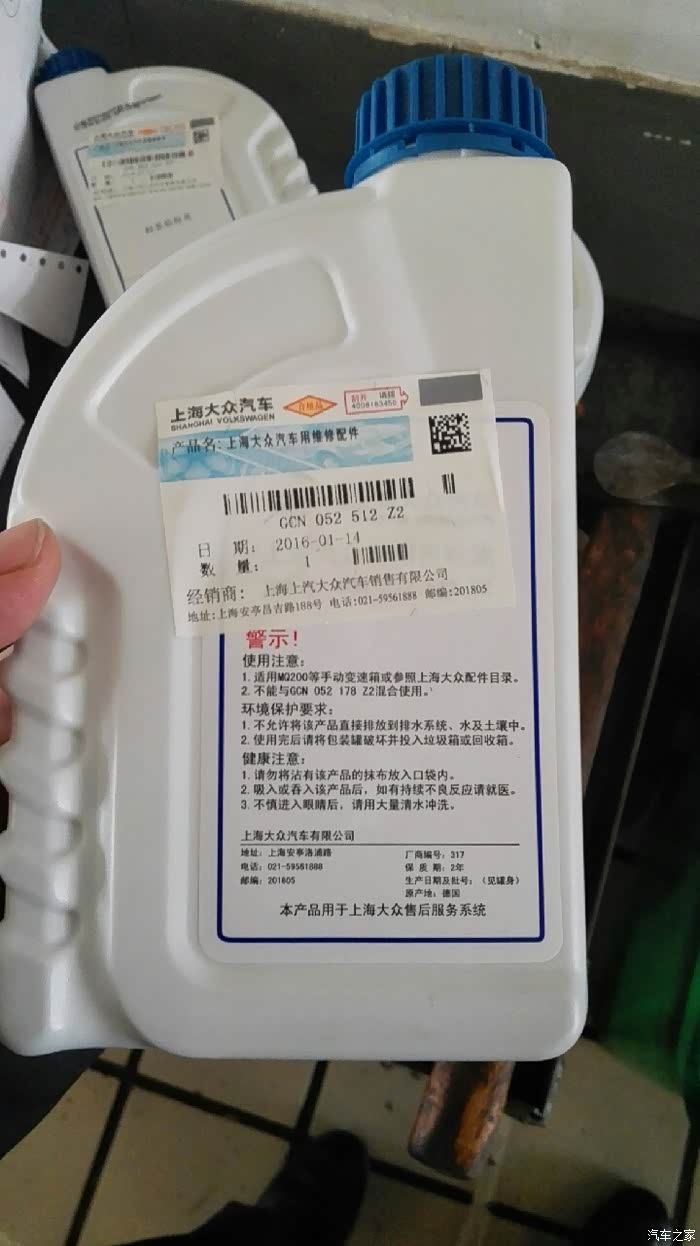 上海大众汽车
SHANGHAI VOLKSWAGEN
合格品
刮开 请拨
4008163450
产品名: 上海大众汽车用维修配件
GCN 052 512 Z2
日 期: 2016-01-14
数 量: 1
经销商: 上海上汽大众汽车销售有限公司
地址:上海安亭昌吉路188号 电话:021-59561888 邮编:201805
警示!
使用注意:
1. 适用MQ200等手动变速箱或参照上海大众配件目录。
2. 不能与GCN 052 178 Z2混合使用。
环境保护要求:
1. 不允许将该产品直接排放到排水系统、水及土壤中。
2. 使用完后请将包装罐破坏并投入垃圾箱或回收箱。
健康注意:
1. 请勿将沾有该产品的抹布放入口袋内。
2. 吸入或吞入该产品后，如有持续不良反应请就医。
3. 不慎进入眼睛后，请用大量清水冲洗。
上海大众汽车有限公司
地址: 上海安亭洛浦路
电话: 021-59561888
邮编: 201805
厂商编号: 317
保 质 期: 2年
生产日期及批号: (见罐身)
原产地: 德国
本产品用于上海大众售后服务系统
汽车之家